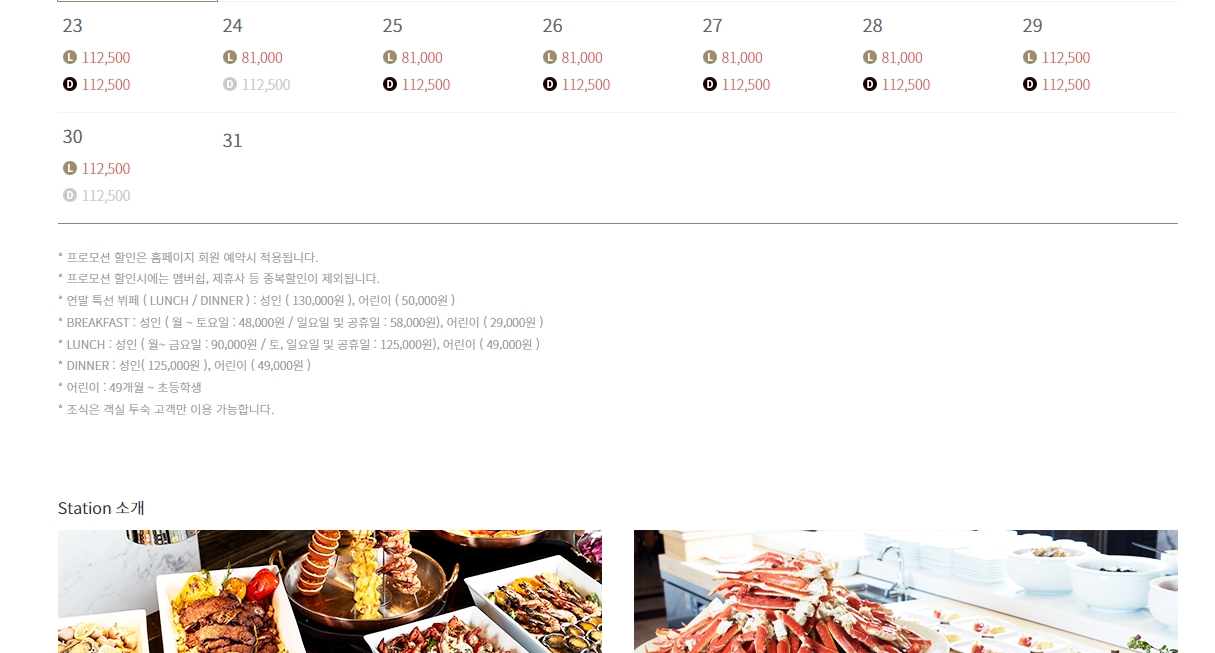 23 24 25 26 27 28 29
L 112,500 L 81,000 L 81,000 L 81,000 L 81,000 L 81,000 L 112,500
D 112,500 D 112,500 D 112,500 D 112,500 D 112,500 D 112,500 D 112,500
30 31
L 112,500
D 112,500
* 프로모션 할인은 홈페이지 회원 예약시 적용됩니다.
* 프로모션 할인시에는 멤버쉽, 제휴사 등 중복할인이 제외됩니다.
* 연말 특선 뷔페 ( LUNCH / DINNER ) : 성인 ( 130,000원 ), 어린이 ( 50,000원 )
* BREAKFAST : 성인 ( 월 ~ 토요일 : 48,000원 / 일요일 및 공휴일 : 58,000원), 어린이 ( 29,000원 )
* LUNCH : 성인 ( 월~ 금요일 : 90,000원 / 토, 일요일 및 공휴일 : 125,000원), 어린이 ( 49,000원 )
* DINNER : 성인( 125,000원 ), 어린이 ( 49,000원 )
* 어린이 : 49개월 ~ 초등학생
* 조식은 객실 투숙 고객만 이용 가능합니다.
Station 소개